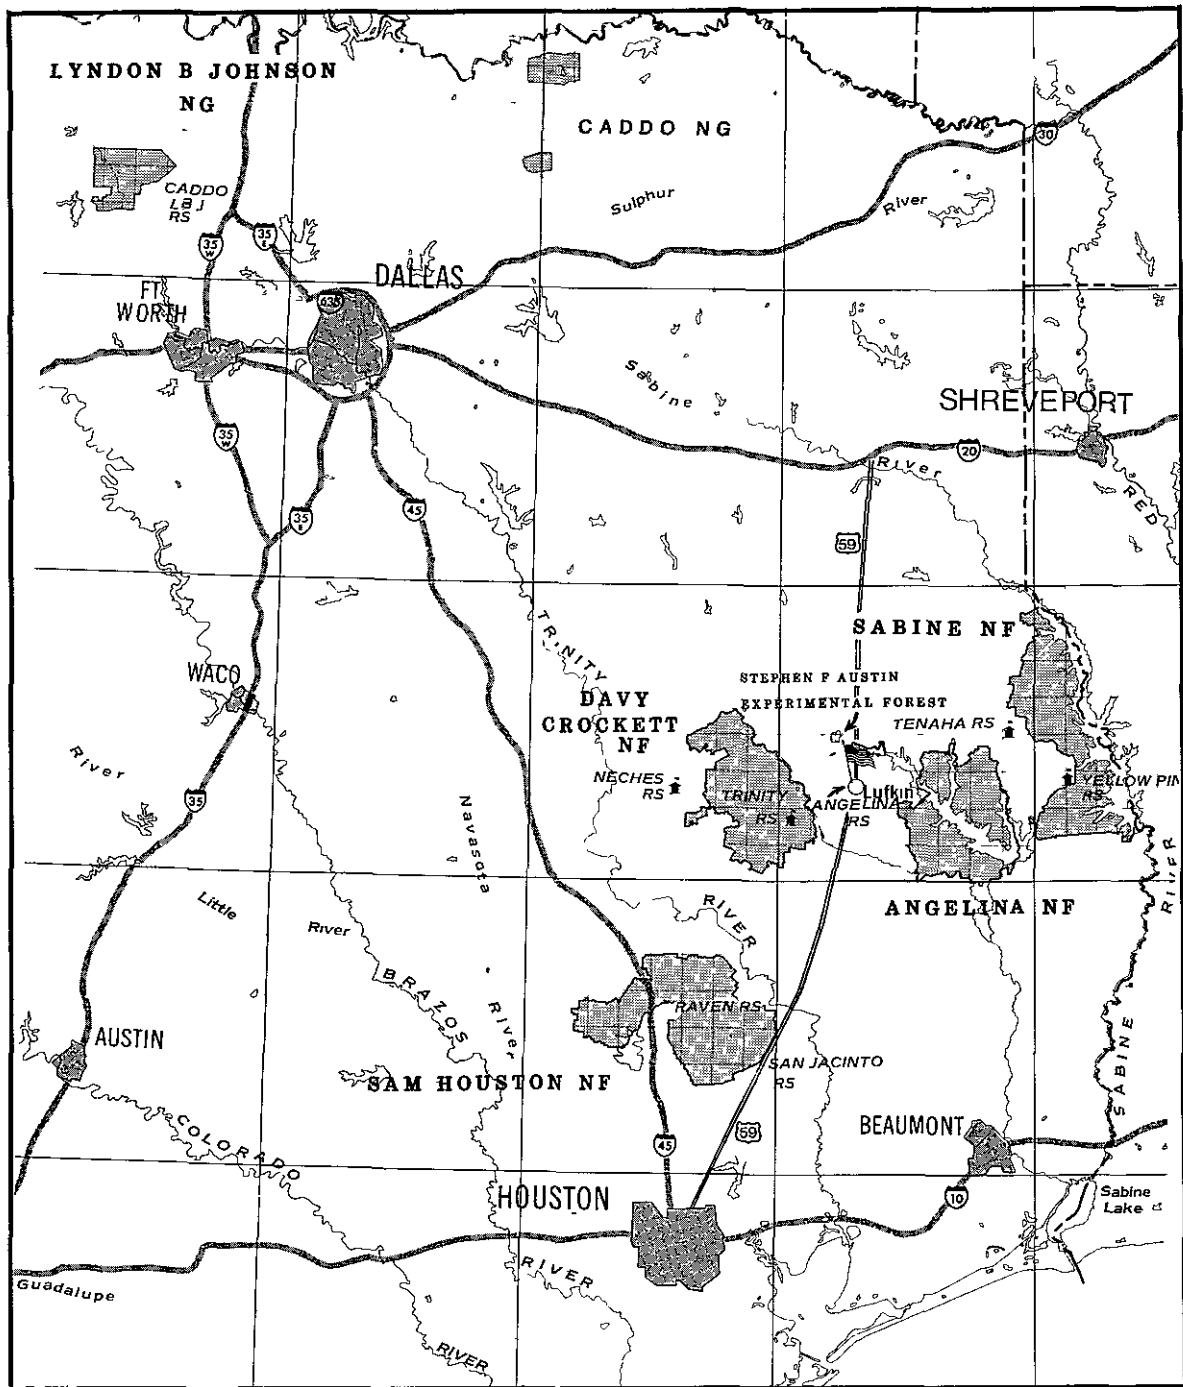 LYNDON B JOHNSON
NG
CADDO NG
30
CADDO
LBJ
RS
Sulphur
River
35
W
35
E
DALLAS
FT
WORTH
635
Sabine
SHREVEPORT
35
W
River
20
RED
45
35
E
59
TRINITY
SABINE NF
WACO
STEPHEN F AUSTIN
EXPERIMENTAL FOREST
DAVY
CROCKETT
NF
TENAHA RS
River
NECHES
RS
TRINITY
RS
Lufkin
ANGELINA
RS
YELLOW PIN
RS
35
Navasota
River
Little
River
RIVER
ANGELINA NF
RIVER
BRAZOS
RAVEN RS
AUSTIN
SABINE
SAN JACINTO
RS
SAM HOUSTON NF
COLORADO
59
BEAUMONT
45
HOUSTON
10
Sabine
Lake
RIVER
Guadalupe
RIVER